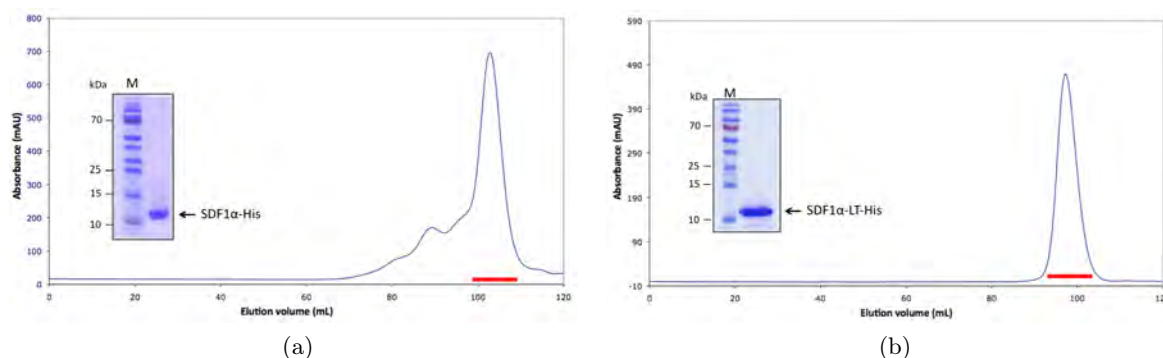 800
700
600
500
400
300
200
100
0
Absorbance (mAU)
0 20 40 60 80 100 120
Elution volume (mL)
kDa M
70
25
15
10
SDF1α-His
(a)
590
490
390
290
190
90
-10
Absorbance (mAU)
0 20 40 60 80 100 120
Elution volume (mL)
kDa M
70
25
15
10
SDF1α-LT-His
(b)